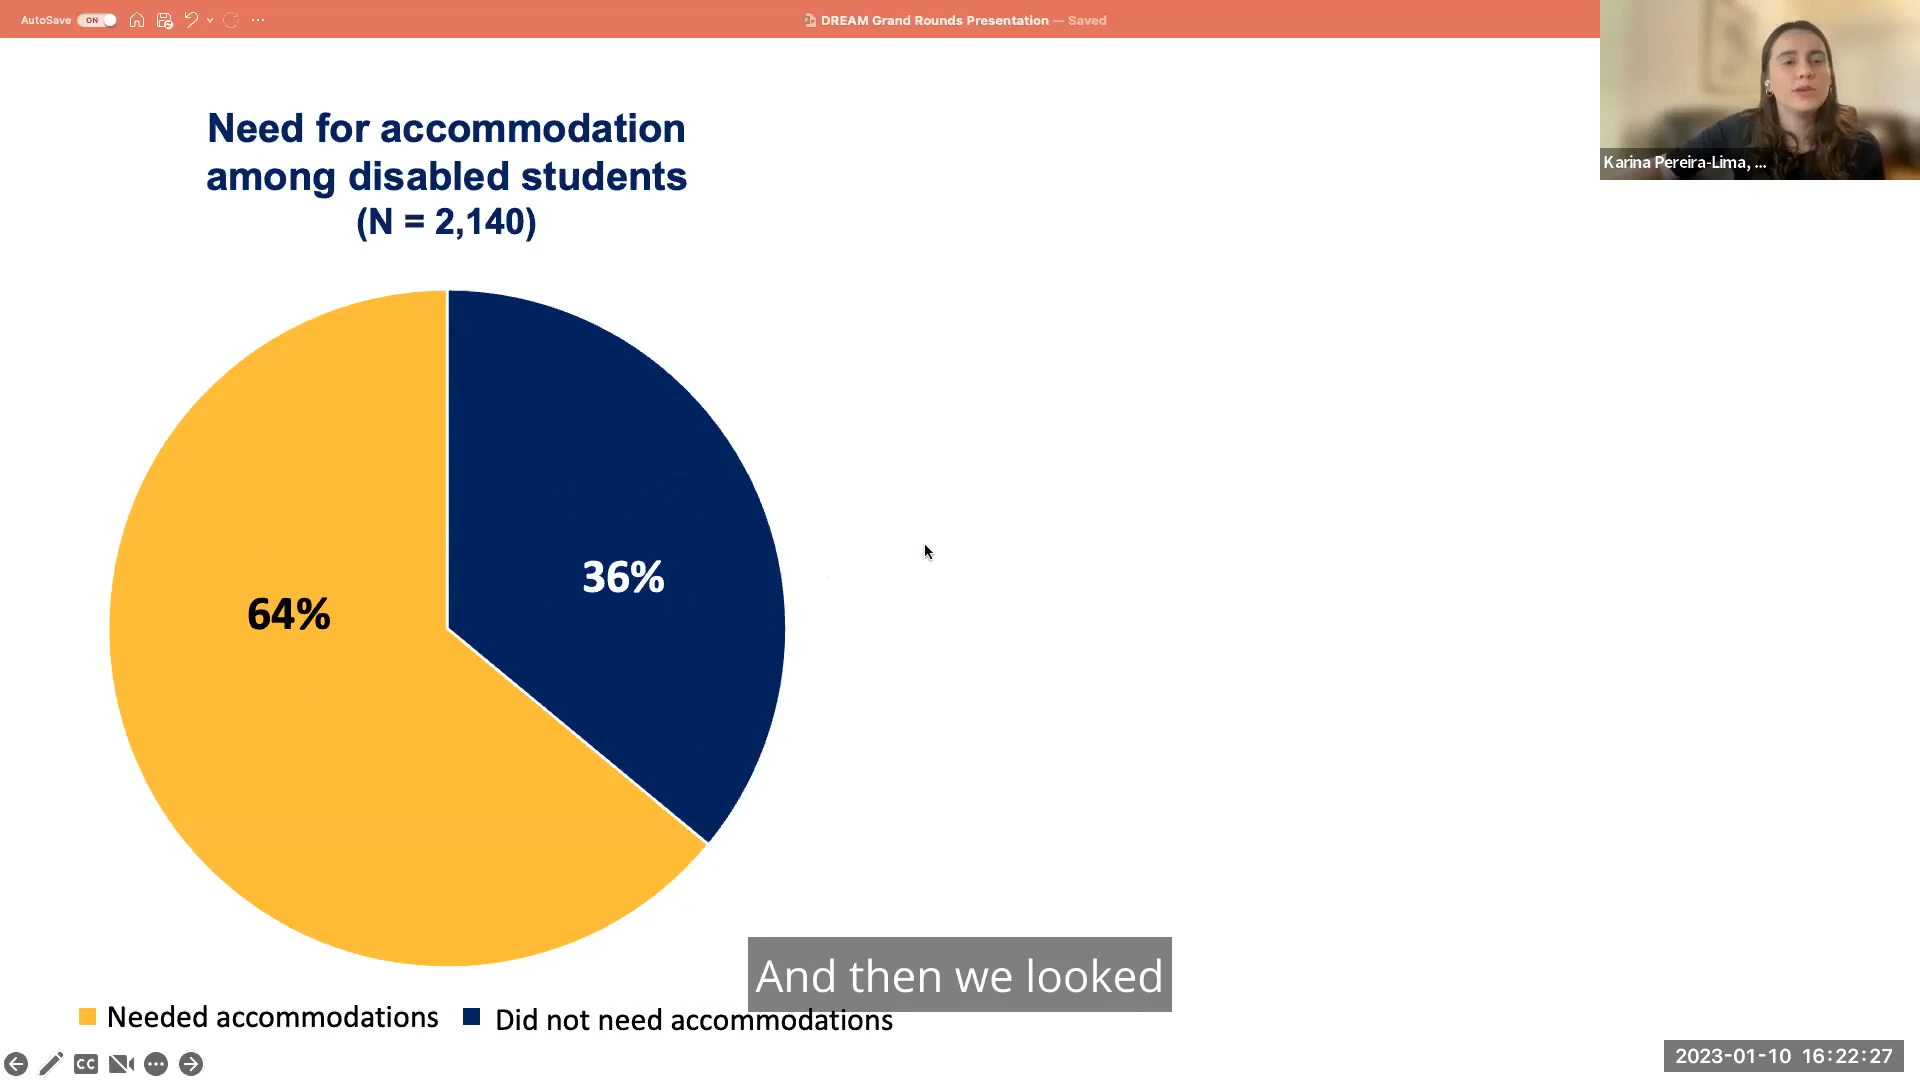 AutoSave ON
DREAM Grand Rounds Presentation — Saved
Karina Pereira-Lima, ...
Need for accommodation
among disabled students
(N = 2,140)
36%
64%
And then we looked
Needed accommodations
Did not need accommodations
CC
2023-01-10 16:22:27